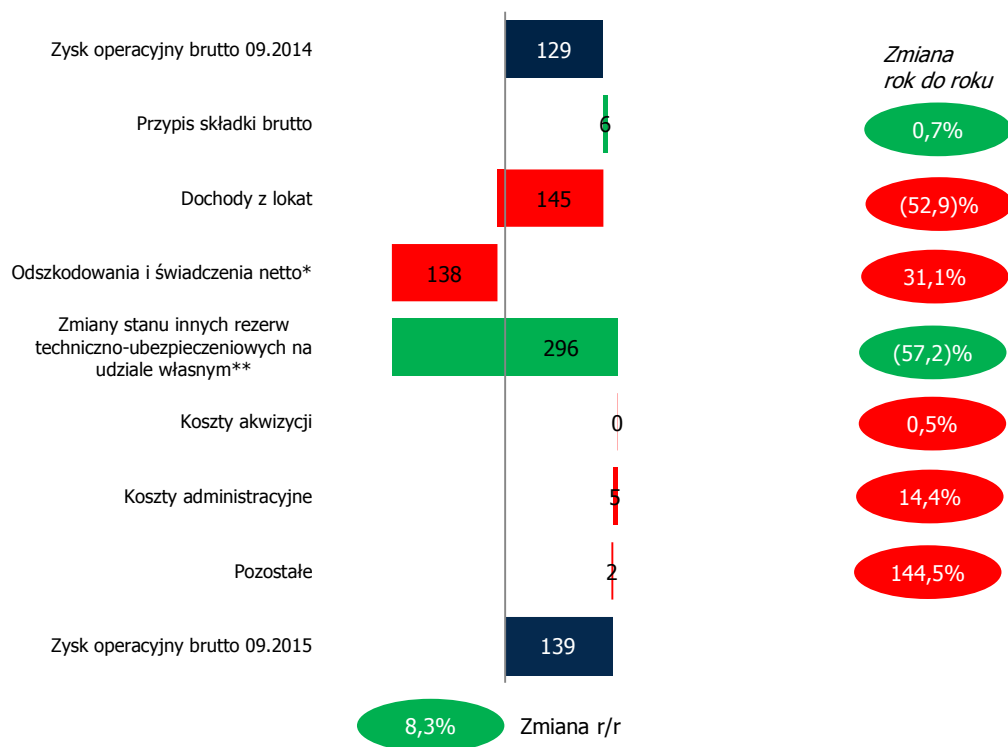 Zysk operacyjny brutto 09.2014
129
Zmiana
rok do roku
Przypis składki brutto
6
0,7%
Dochody z lokat
145
(52,9)%
Odszkodowania i świadczenia netto*
138
31,1%
Zmiany stanu innych rezerw
techniczno-ubezpieczeniowych na
udziale własnym**
296
(57,2)%
Koszty akwizycji
0
0,5%
Koszty administracyjne
5
14,4%
Pozostałe
2
144,5%
Zysk operacyjny brutto 09.2015
139
8,3%
Zmiana r/r